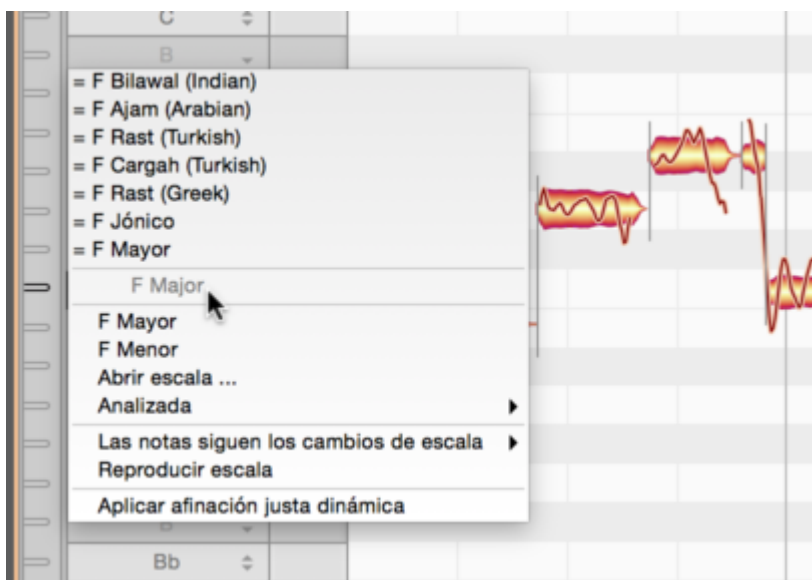 C
B
= F Bilawal (Indian)
= F Ajam (Arabian)
= F Rast (Turkish)
= F Cargah (Turkish)
= F Rast (Greek)
= F Jónico
= F Mayor
F Major
F Mayor
F Menor
Abrir escala ...
Analizada
Las notas siguen los cambios de escala
Reproducir escala
Aplicar afinación justa dinámica
Bb